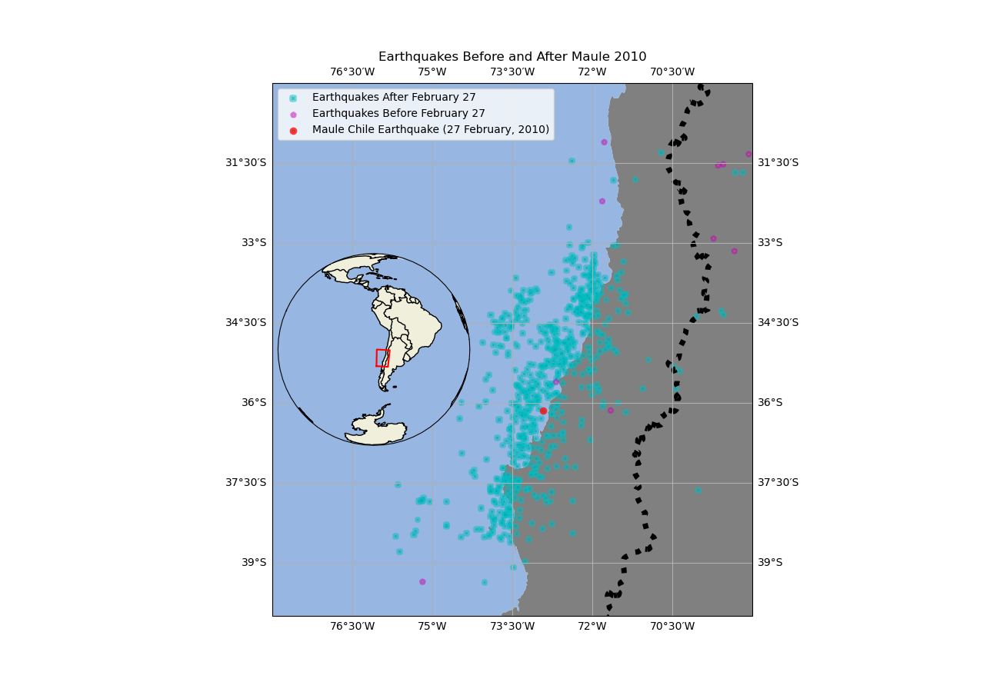 Earthquakes Before and After Maule 2010
76°30′W 75°W 73°30′W 72°W 70°30′W
Earthquakes After February 27
Earthquakes Before February 27
Maule Chile Earthquake (27 February, 2010)
31°30′S 31°30′S
33°S 33°S
34°30′S 34°30′S
36°S 36°S
37°30′S 37°30′S
39°S 39°S
76°30′W 75°W 73°30′W 72°W 70°30′W